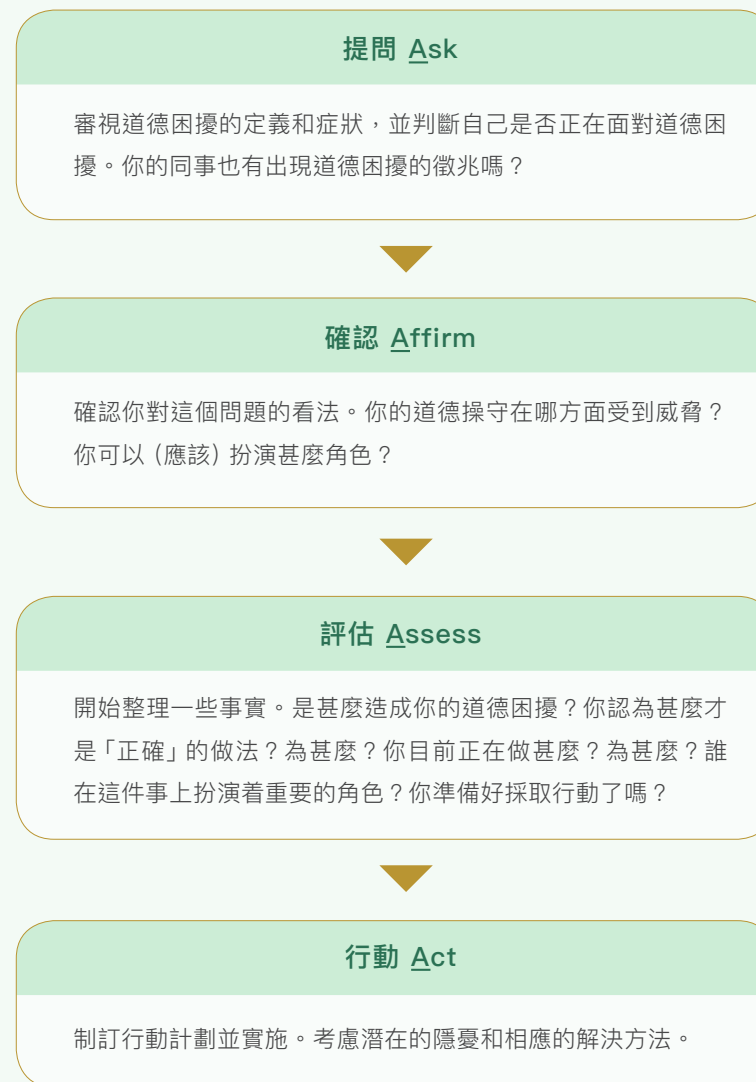 提問 Ask
審視道德困擾的定義和症狀，並判斷自己是否正在面對道德困
擾。你的同事也有出現道德困擾的徵兆嗎？
確認 Affirm
確認你對這個問題的看法。你的道德操守在哪方面受到威脅？
你可以（應該）扮演甚麼角色？
評估 Assess
開始整理一些事實。是甚麼造成你的道德困擾？你認為甚麼才
是「正確」的做法？為甚麼？你目前正在做甚麼？為甚麼？誰
在這件事上扮演着重要的角色？你準備好採取行動了嗎？
行動 Act
制訂行動計劃並實施。考慮潛在的隱憂和相應的解決方法。